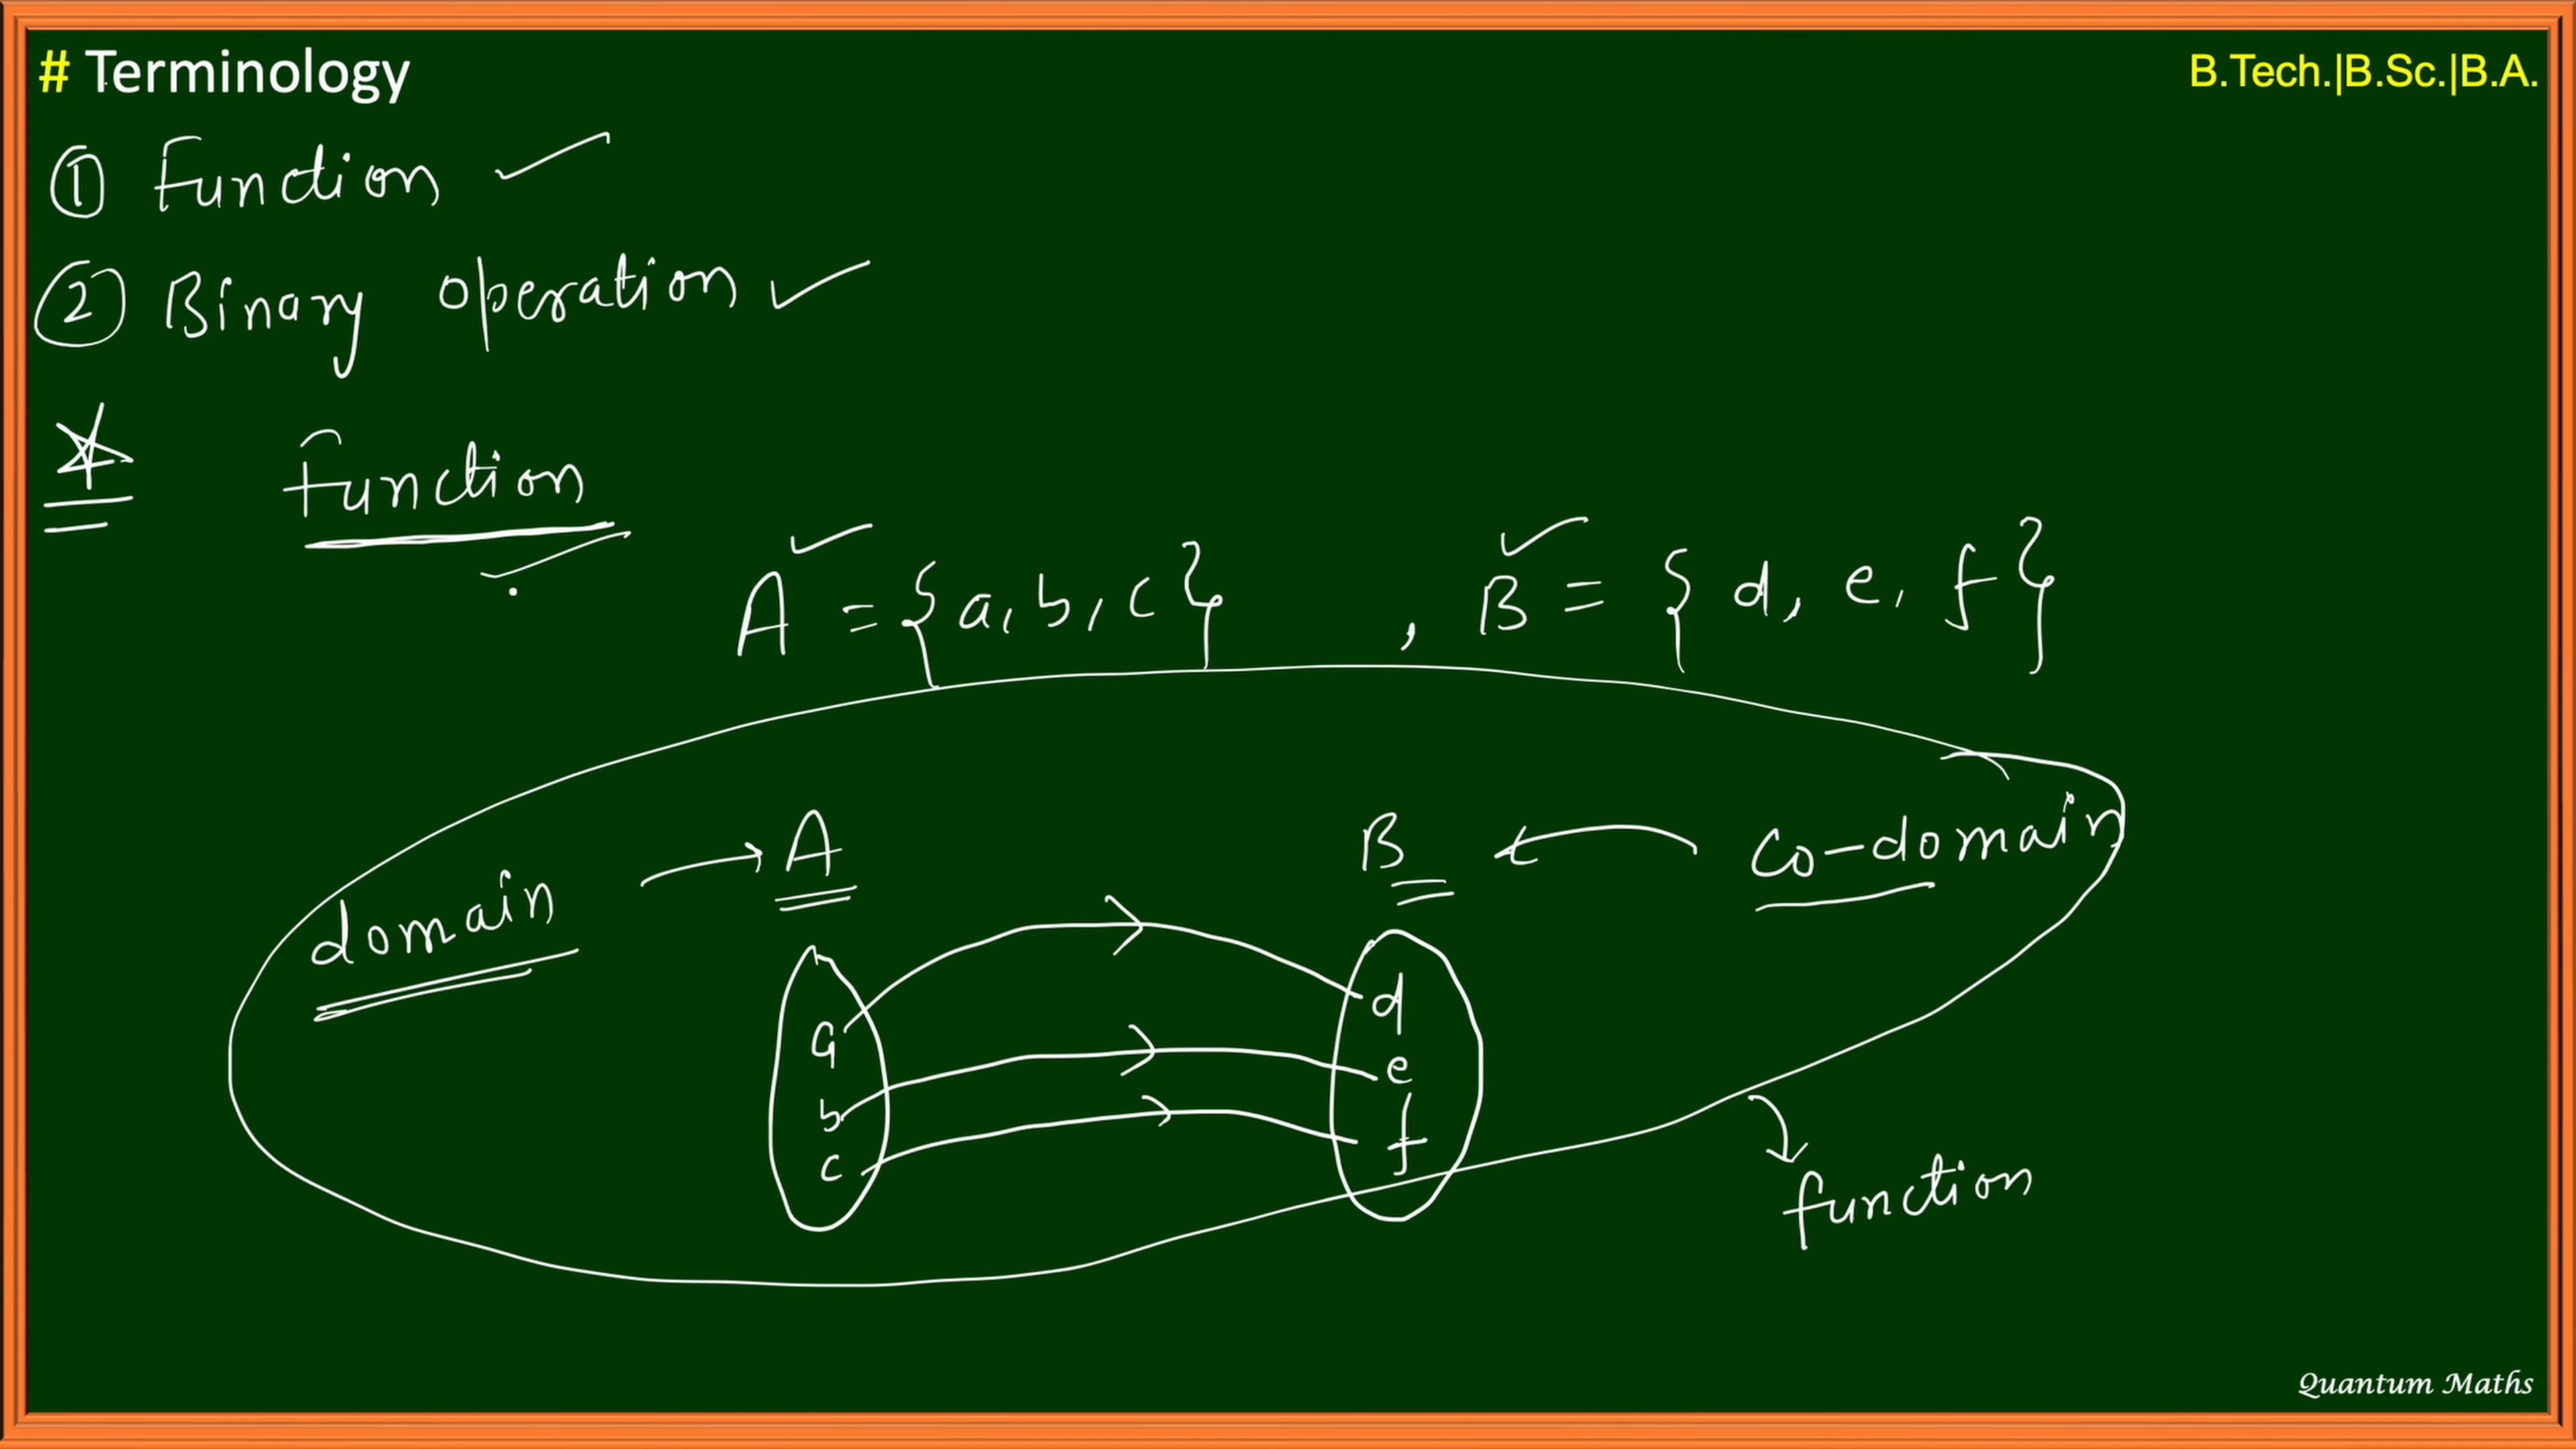 # Terminology
B.Tech.|B.Sc.|B.A.
① Function
② Binary operation
Function
A = {a, b, c} , B = { d, e, f }
domain → A
B ← co-domain
a
b
c
d
e
f
function
Quantum Maths